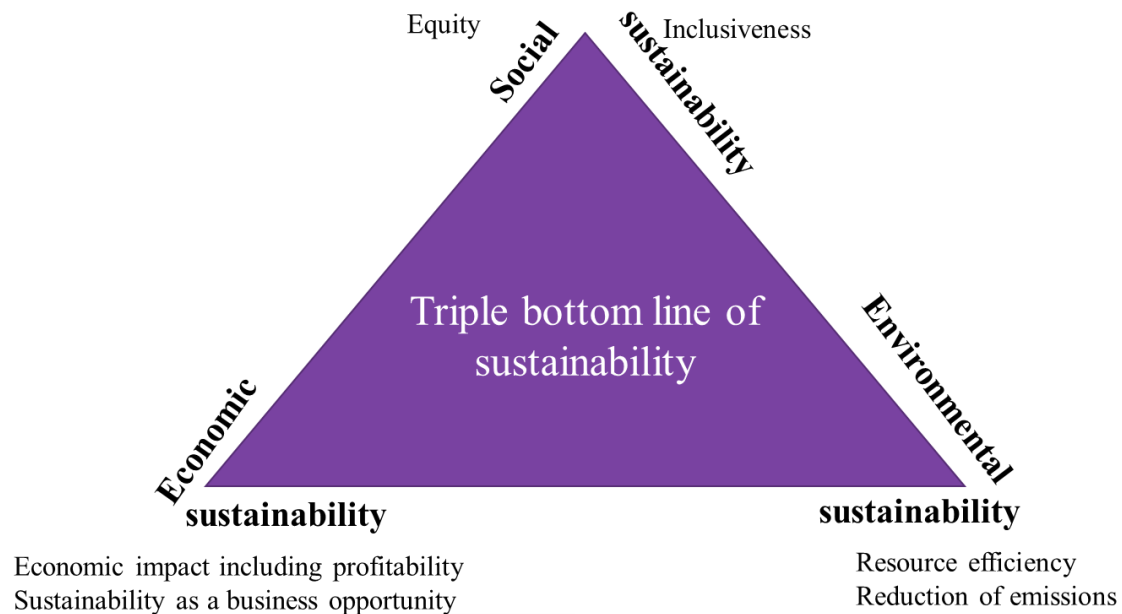 Equity
Social sustainability
Inclusiveness
Triple bottom line of
sustainability
Economic
sustainability
Environmental
sustainability
Economic impact including profitability
Sustainability as a business opportunity
Resource efficiency
Reduction of emissions